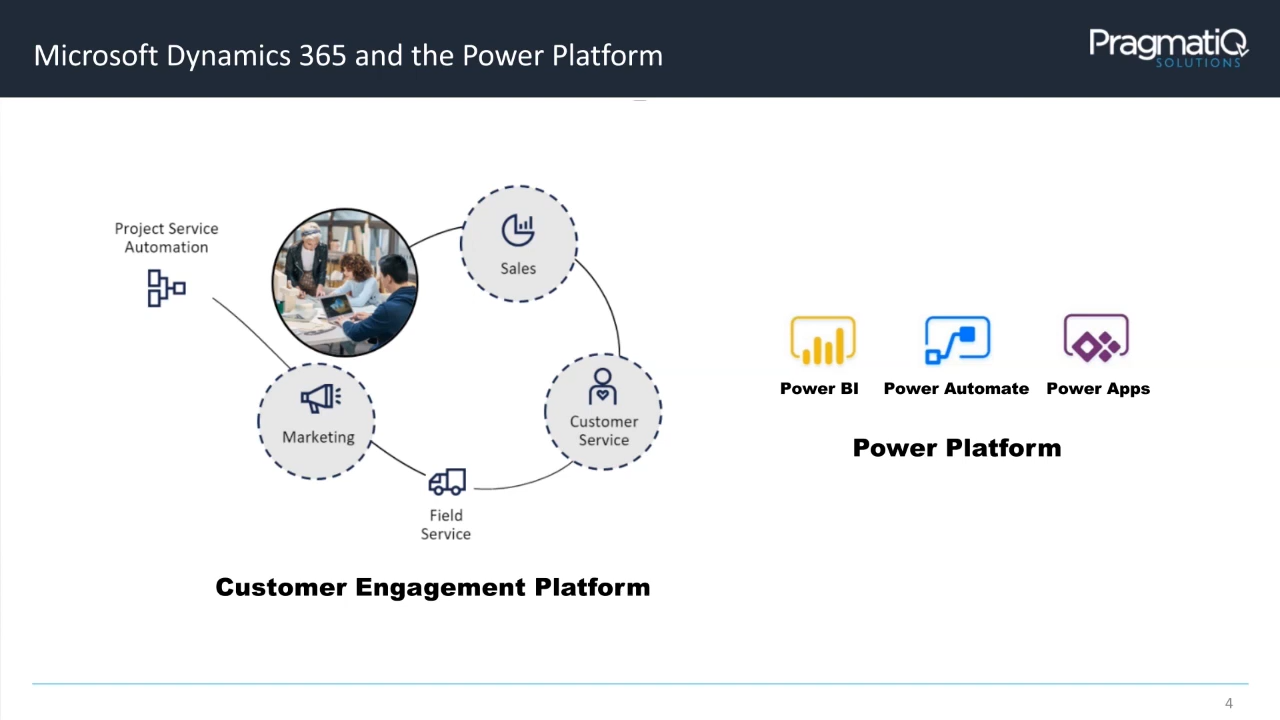 Microsoft Dynamics 365 and the Power Platform
PragmatiQ
SOLUTIONS
Project Service
Automation
Sales
Marketing
Customer
Service
Field
Service
Customer Engagement Platform
Power BI
Power Automate
Power Apps
Power Platform
4